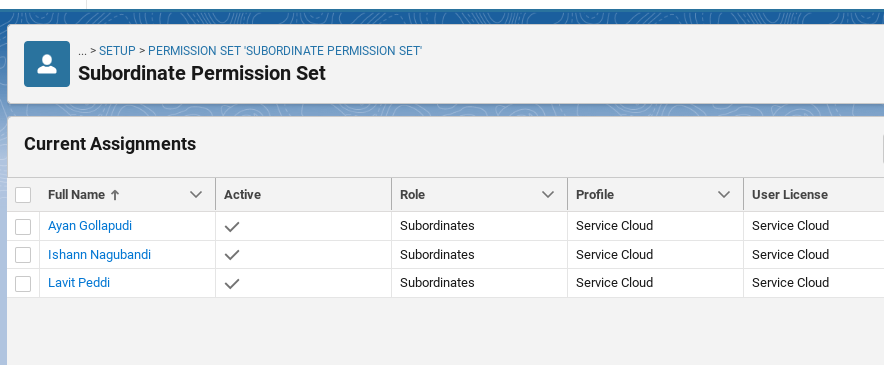 ... > SETUP > PERMISSION SET 'SUBORDINATE PERMISSION SET'
Subordinate Permission Set
Current Assignments
Full Name Active Role Profile User License
Ayan Gollapudi Subordinates Service Cloud Service Cloud
Ishann Nagubandi Subordinates Service Cloud Service Cloud
Lavit Peddi Subordinates Service Cloud Service Cloud